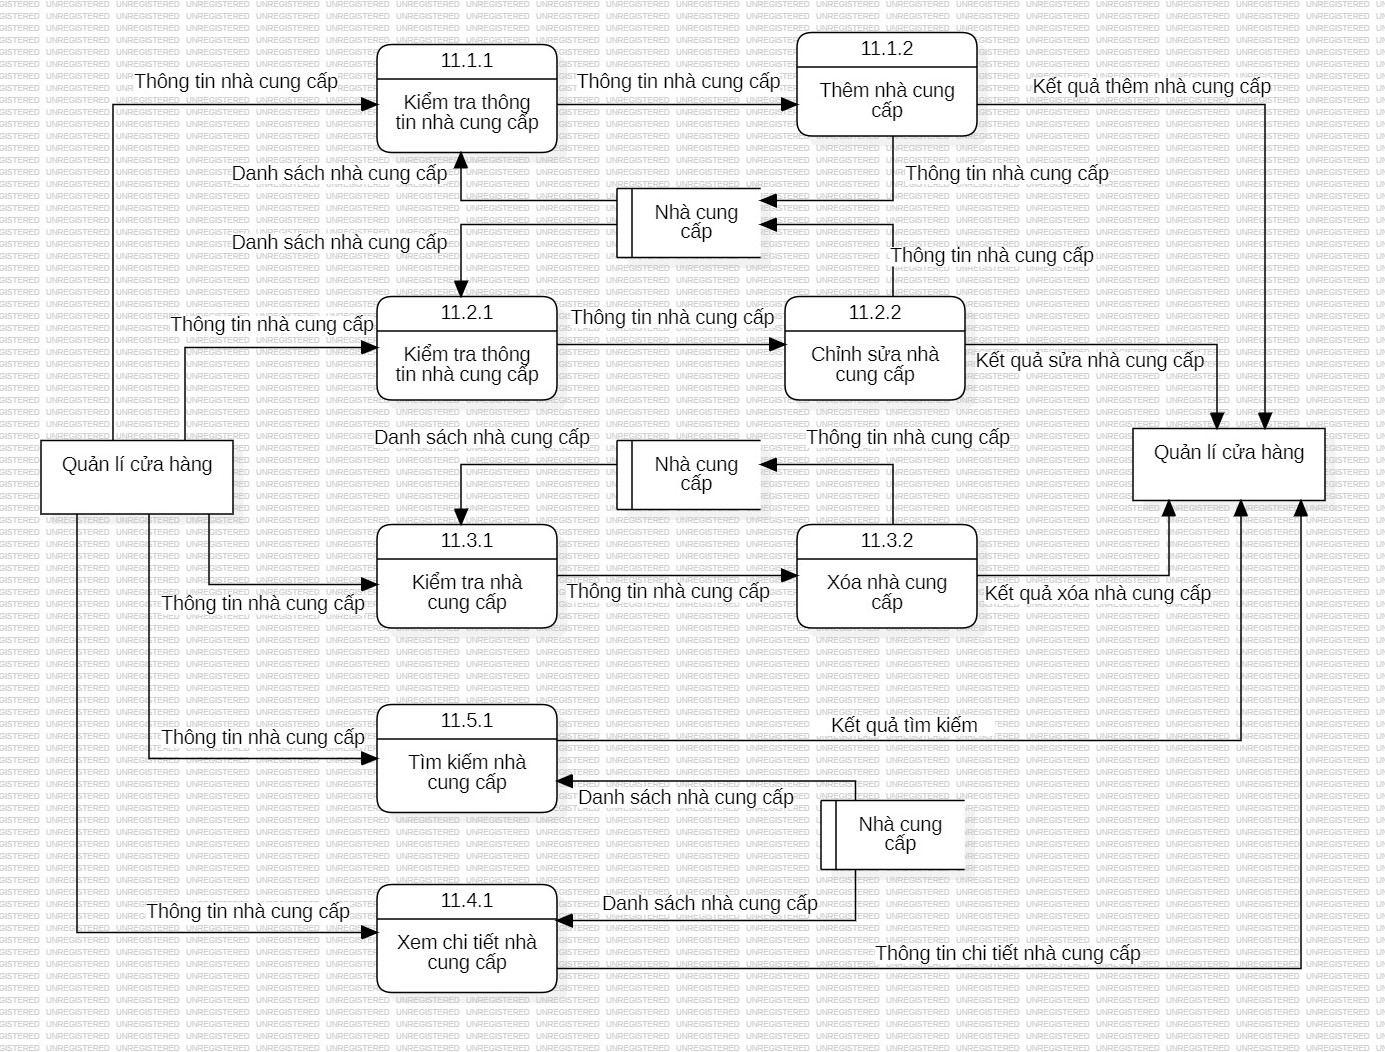 11.1.1
Kiểm tra thông
tin nhà cung cấp
11.1.2
Thêm nhà cung
cấp
Thông tin nhà cung cấp
Thông tin nhà cung cấp
Kết quả thêm nhà cung cấp
Danh sách nhà cung cấp
Nhà cung
cấp
Thông tin nhà cung cấp
Danh sách nhà cung cấp
Thông tin nhà cung cấp
11.2.1
Kiểm tra thông
tin nhà cung cấp
11.2.2
Chỉnh sửa nhà
cung cấp
Thông tin nhà cung cấp
Thông tin nhà cung cấp
Kết quả sửa nhà cung cấp
Quản lí cửa hàng
Quản lí cửa hàng
Danh sách nhà cung cấp
Nhà cung
cấp
Thông tin nhà cung cấp
11.3.1
Kiểm tra nhà
cung cấp
11.3.2
Xóa nhà cung
cấp
Thông tin nhà cung cấp
Thông tin nhà cung cấp
Kết quả xóa nhà cung cấp
11.5.1
Tìm kiếm nhà
cung cấp
Thông tin nhà cung cấp
Kết quả tìm kiếm
Danh sách nhà cung cấp
Nhà cung
cấp
11.4.1
Xem chi tiết nhà
cung cấp
Thông tin nhà cung cấp
Danh sách nhà cung cấp
Thông tin chi tiết nhà cung cấp
UNREGISTERED